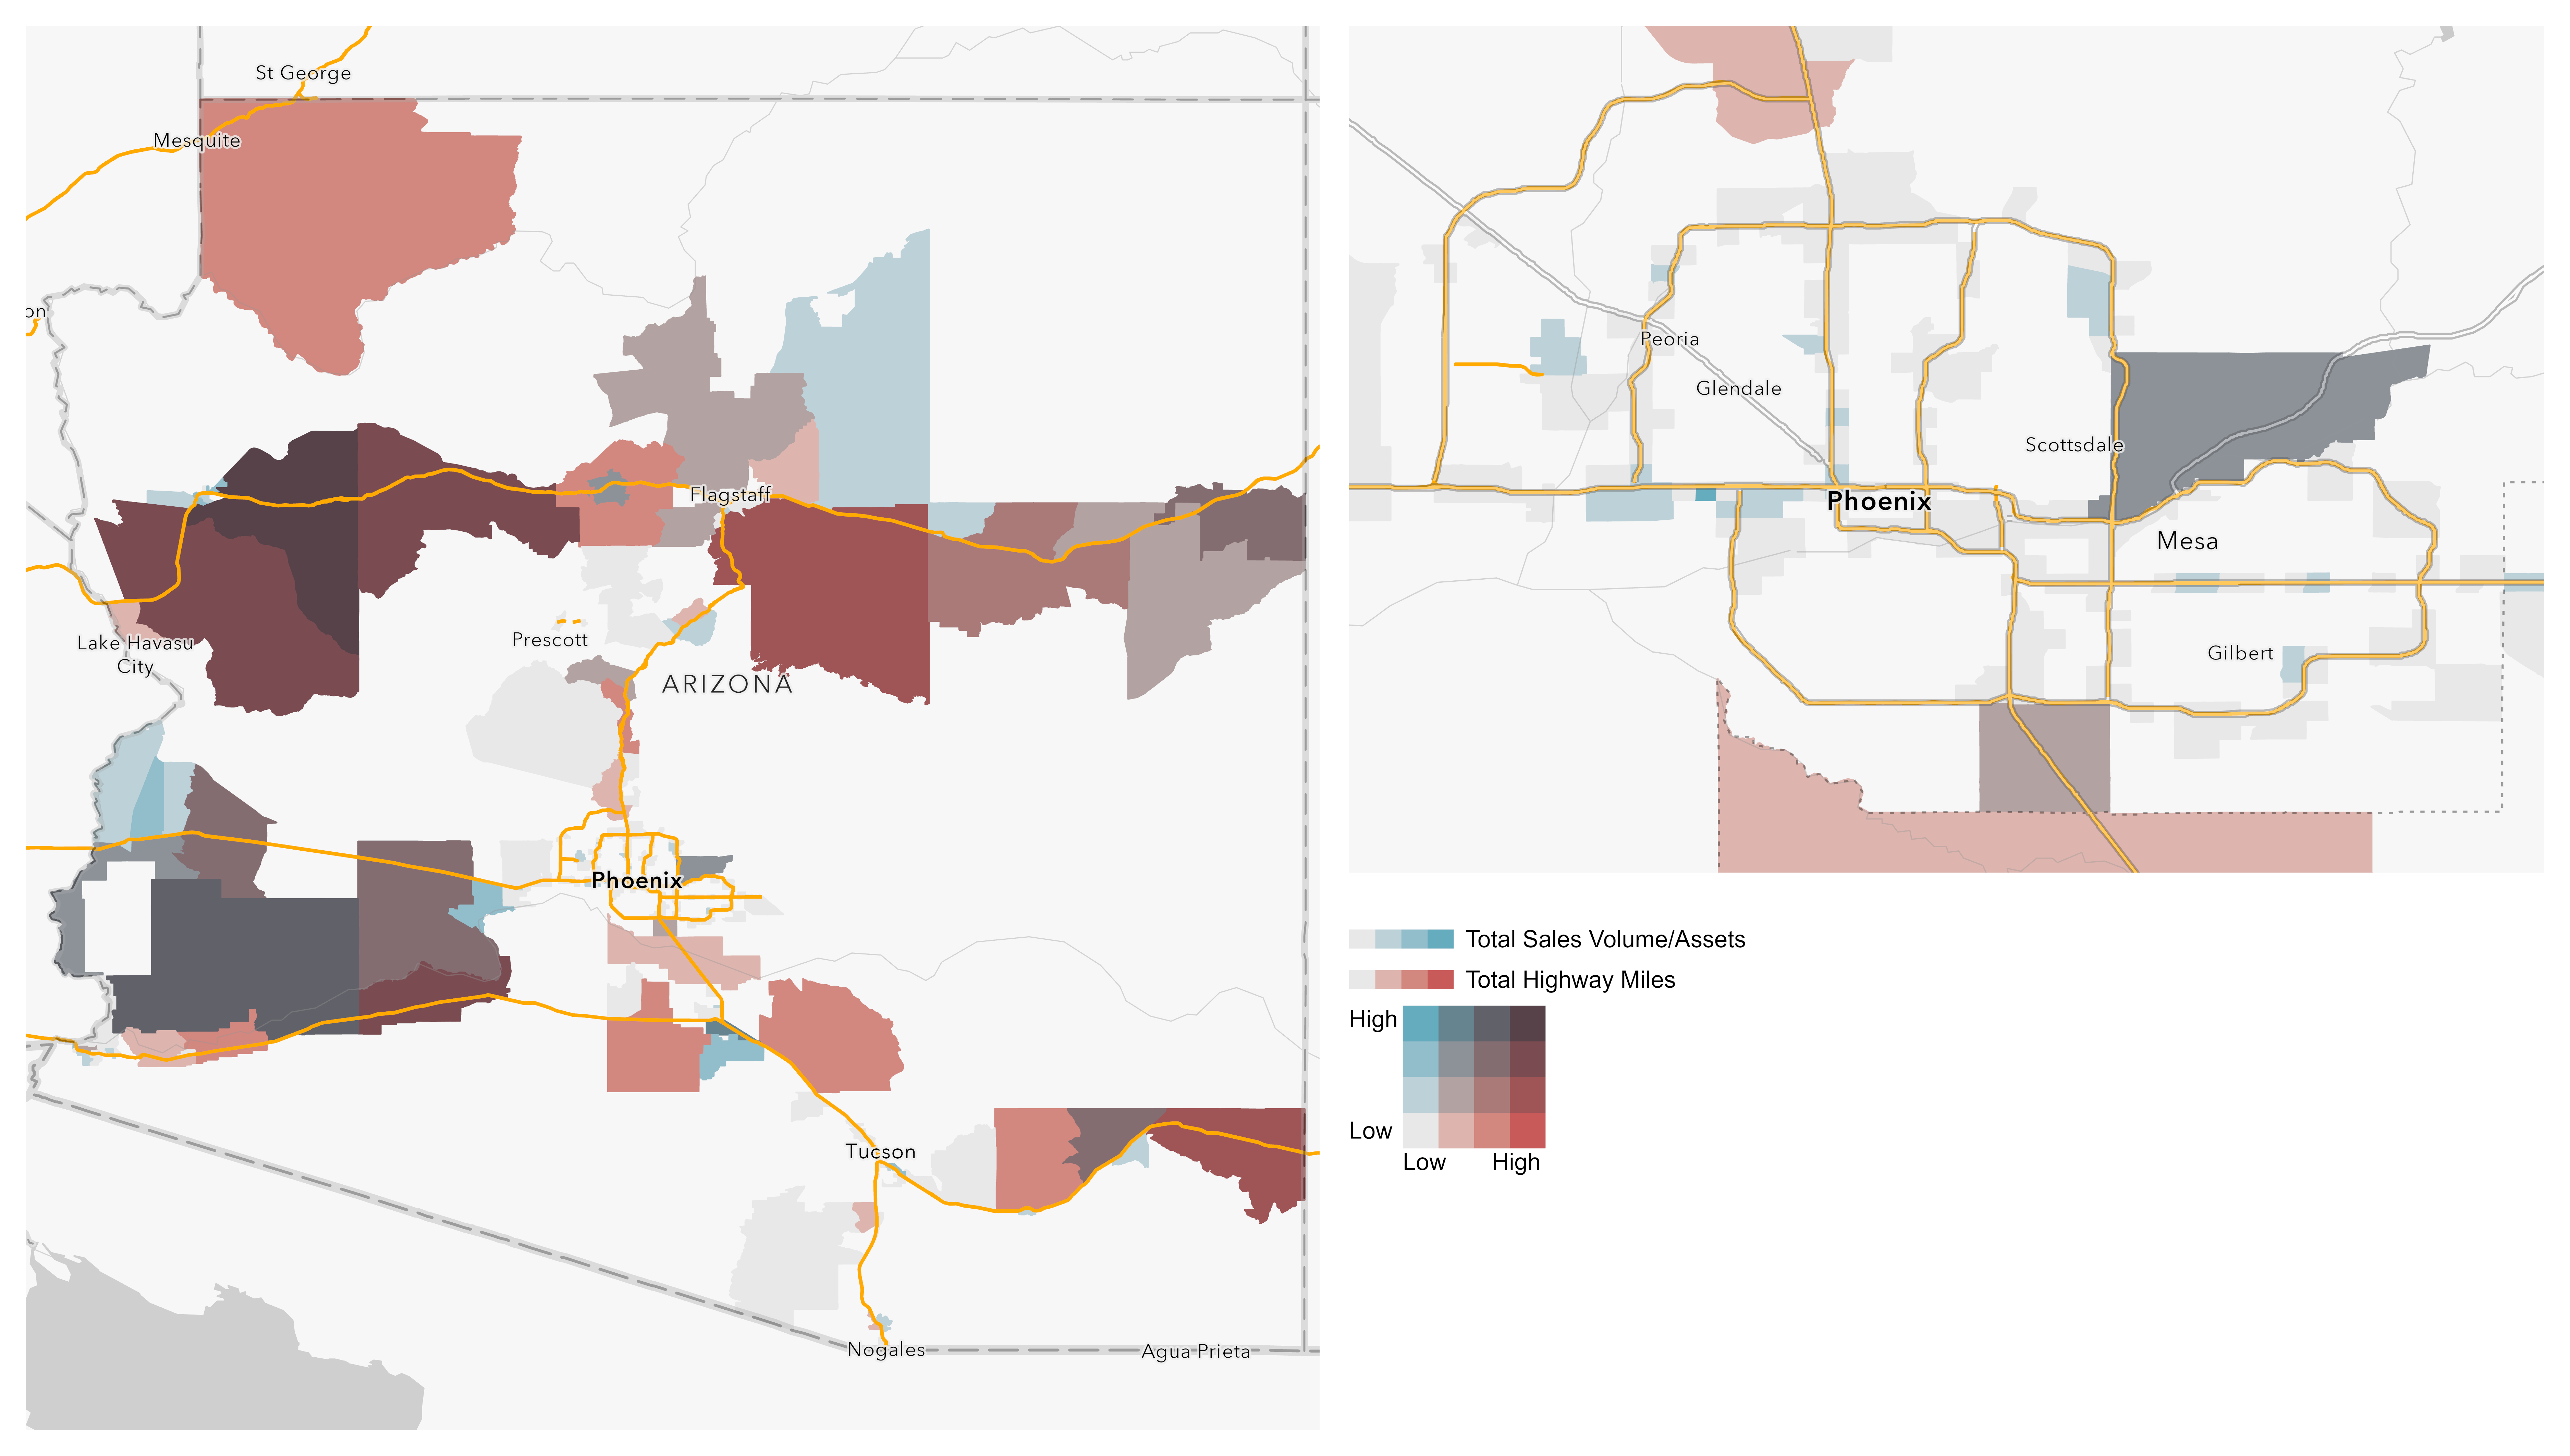 St George
Mesquite
on
Flagstaff
Lake Havasu
City
Prescott
ARIZONA
Phoenix
Tucson
Nogales
Agua Prieta
Peoria
Glendale
Scottsdale
Phoenix
Mesa
Gilbert
Total Sales Volume/Assets
Total Highway Miles
High
Low
Low High